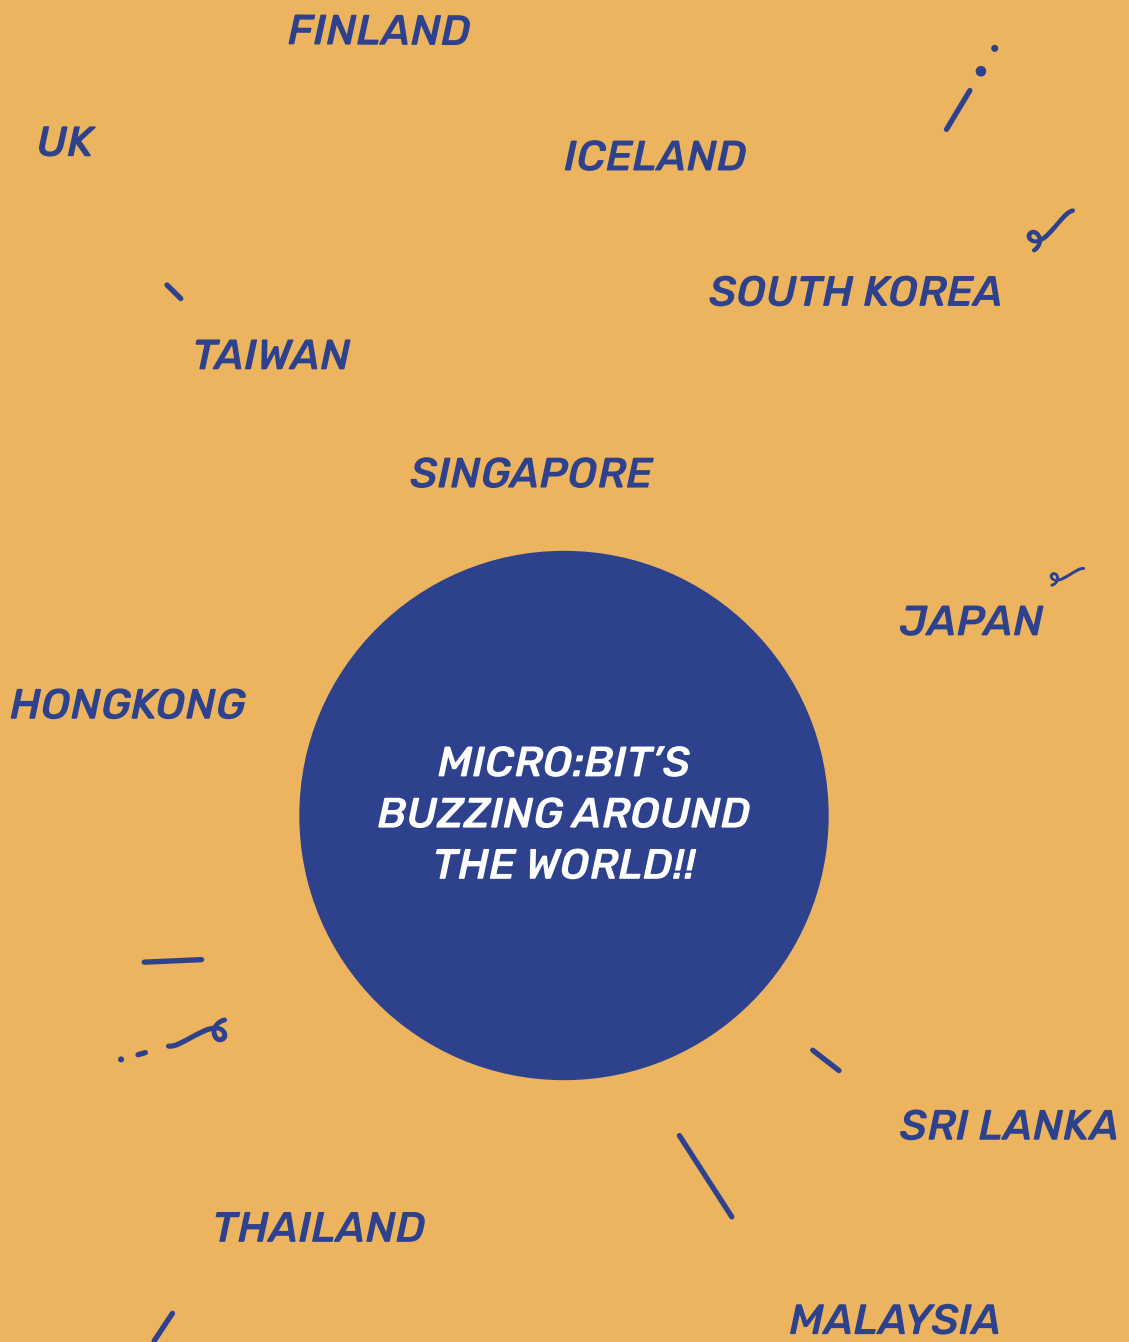 FINLAND
UK
ICELAND
SOUTH KOREA
TAIWAN
SINGAPORE
JAPAN
HONGKONG
MICRO:BIT’S
BUZZING AROUND
THE WORLD!!
SRI LANKA
THAILAND
MALAYSIA